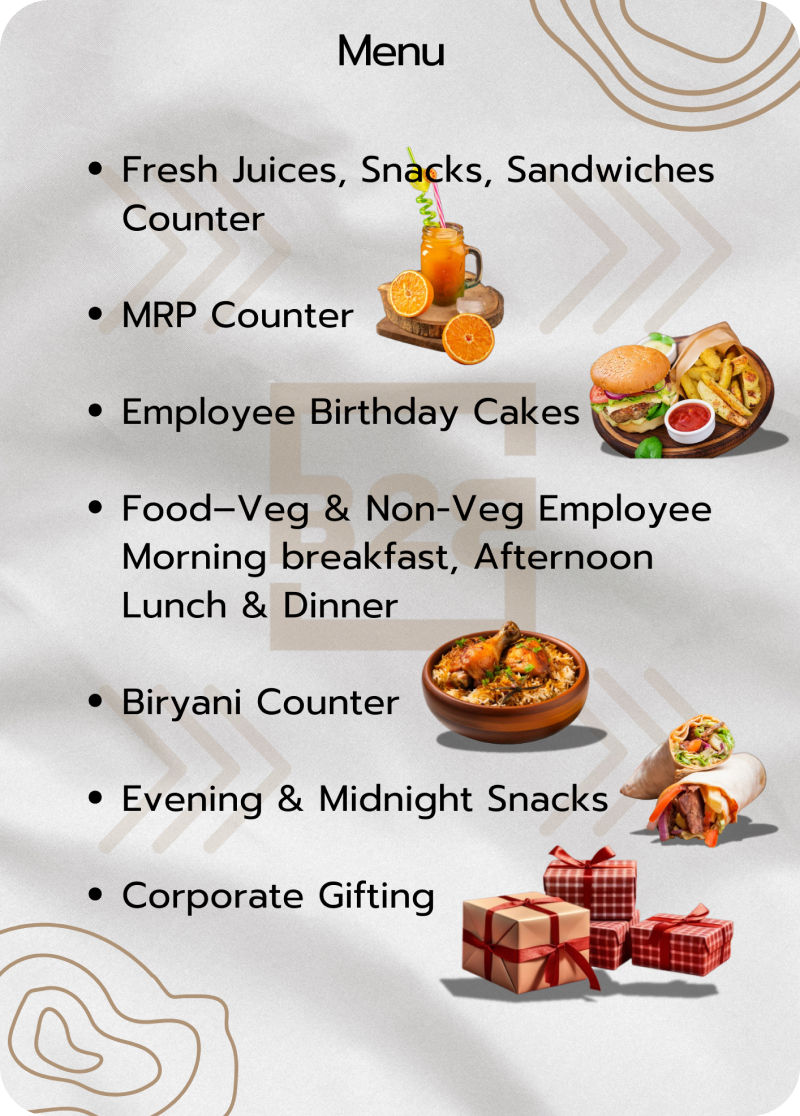 Menu
• Fresh Juices, Snacks, Sandwiches
Counter
• MRP Counter
• Employee Birthday Cakes
• Food–Veg & Non-Veg Employee
Morning breakfast, Afternoon
Lunch & Dinner
• Biryani Counter
• Evening & Midnight Snacks
• Corporate Gifting